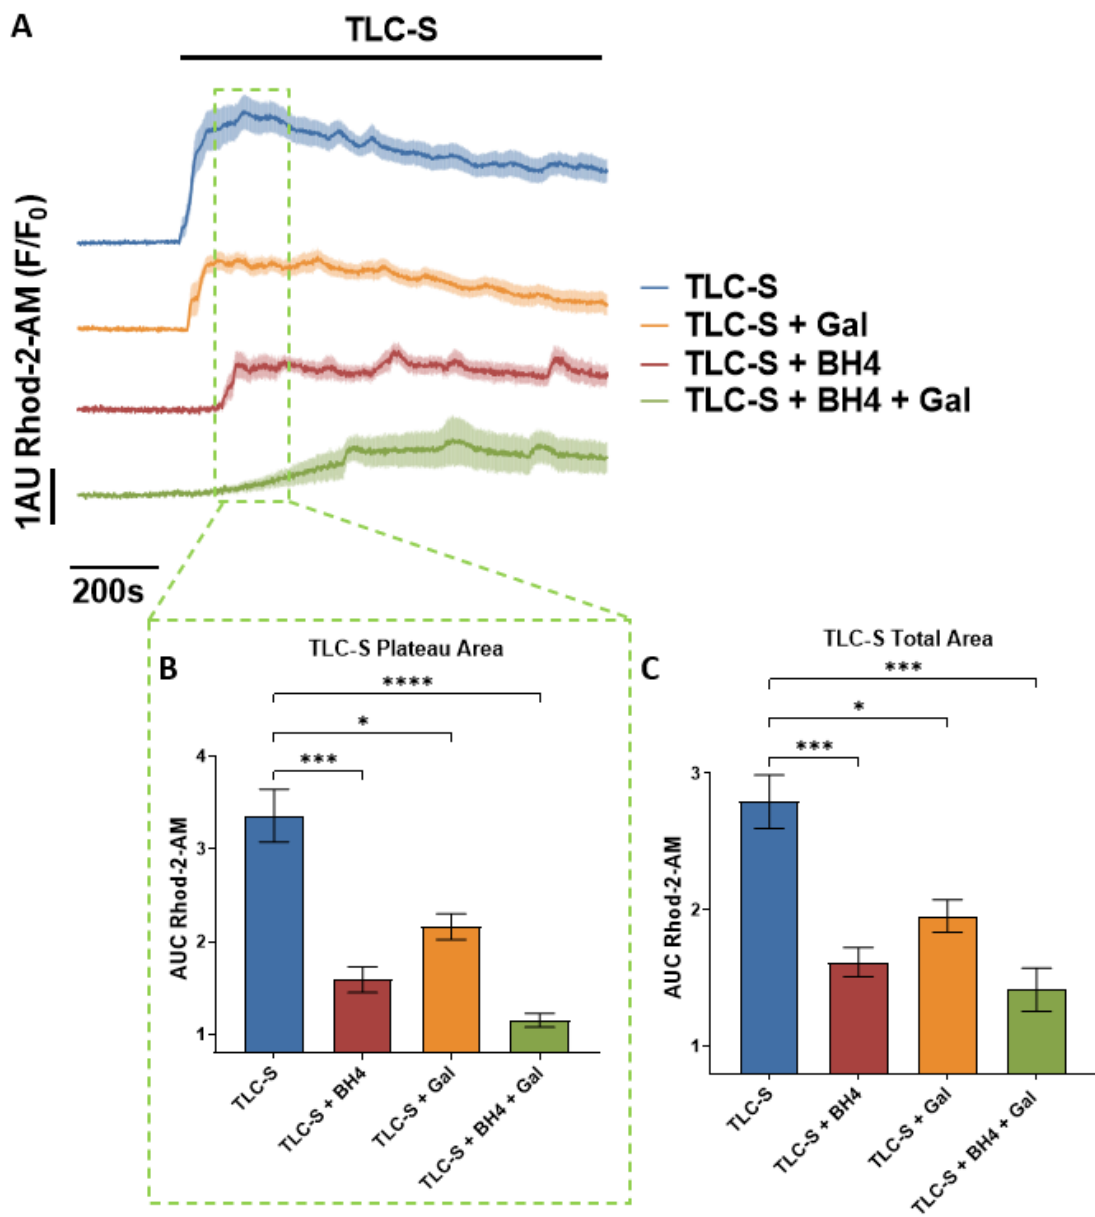 A
TLC-S
1AU Rhod-2-AM (F/F₀)
TLC-S
TLC-S + Gal
TLC-S + BH4
TLC-S + BH4 + Gal
200s
B
TLC-S Plateau Area
****
*
***
AUC Rhod-2-AM
4
3
2
1
TLC-S
TLC-S + BH4
TLC-S + Gal
TLC-S + BH4 + Gal
C
TLC-S Total Area
***
*
***
AUC Rhod-2-AM
3
2
1
TLC-S
TLC-S + BH4
TLC-S + Gal
TLC-S + BH4 + Gal